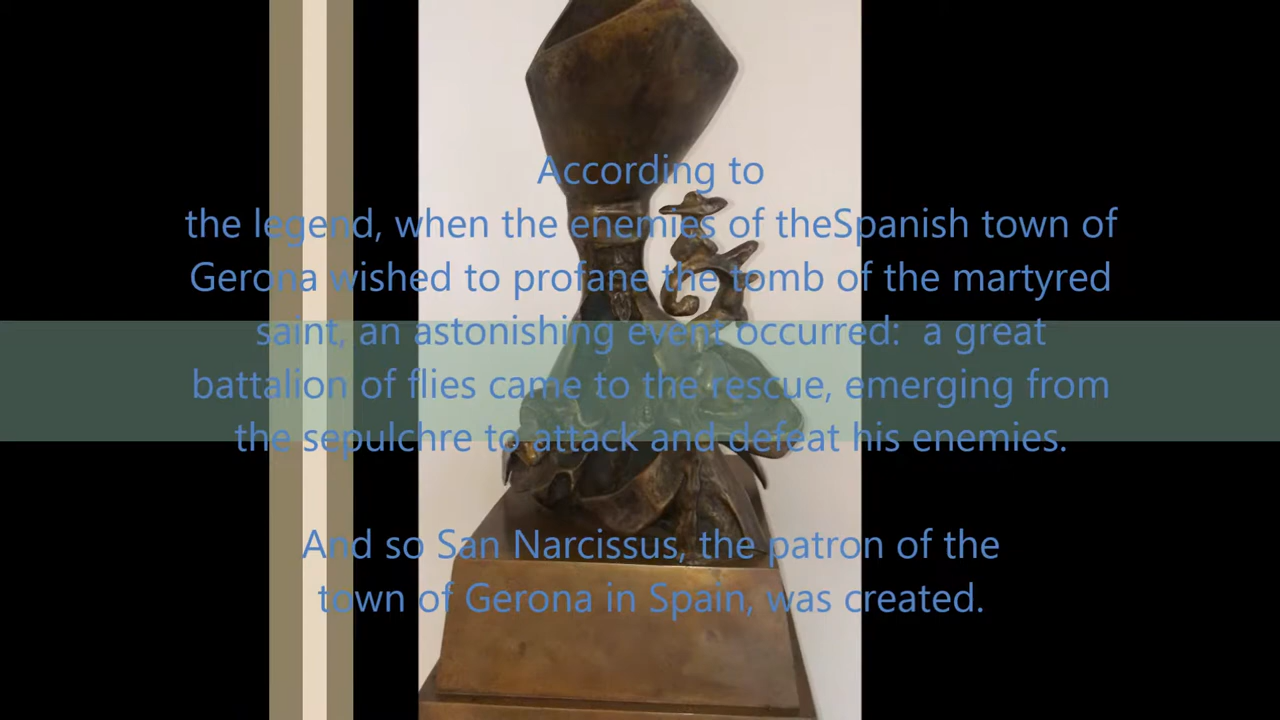 According to
the legend, when the enemies of theSpanish town of
Gerona wished to profane the tomb of the martyred
saint, an astonishing event occurred:  a great
battalion of flies came to the rescue, emerging from
the sepulchre to attack and defeat his enemies.
And so San Narcissus, the patron of the
town of Gerona in Spain, was created.